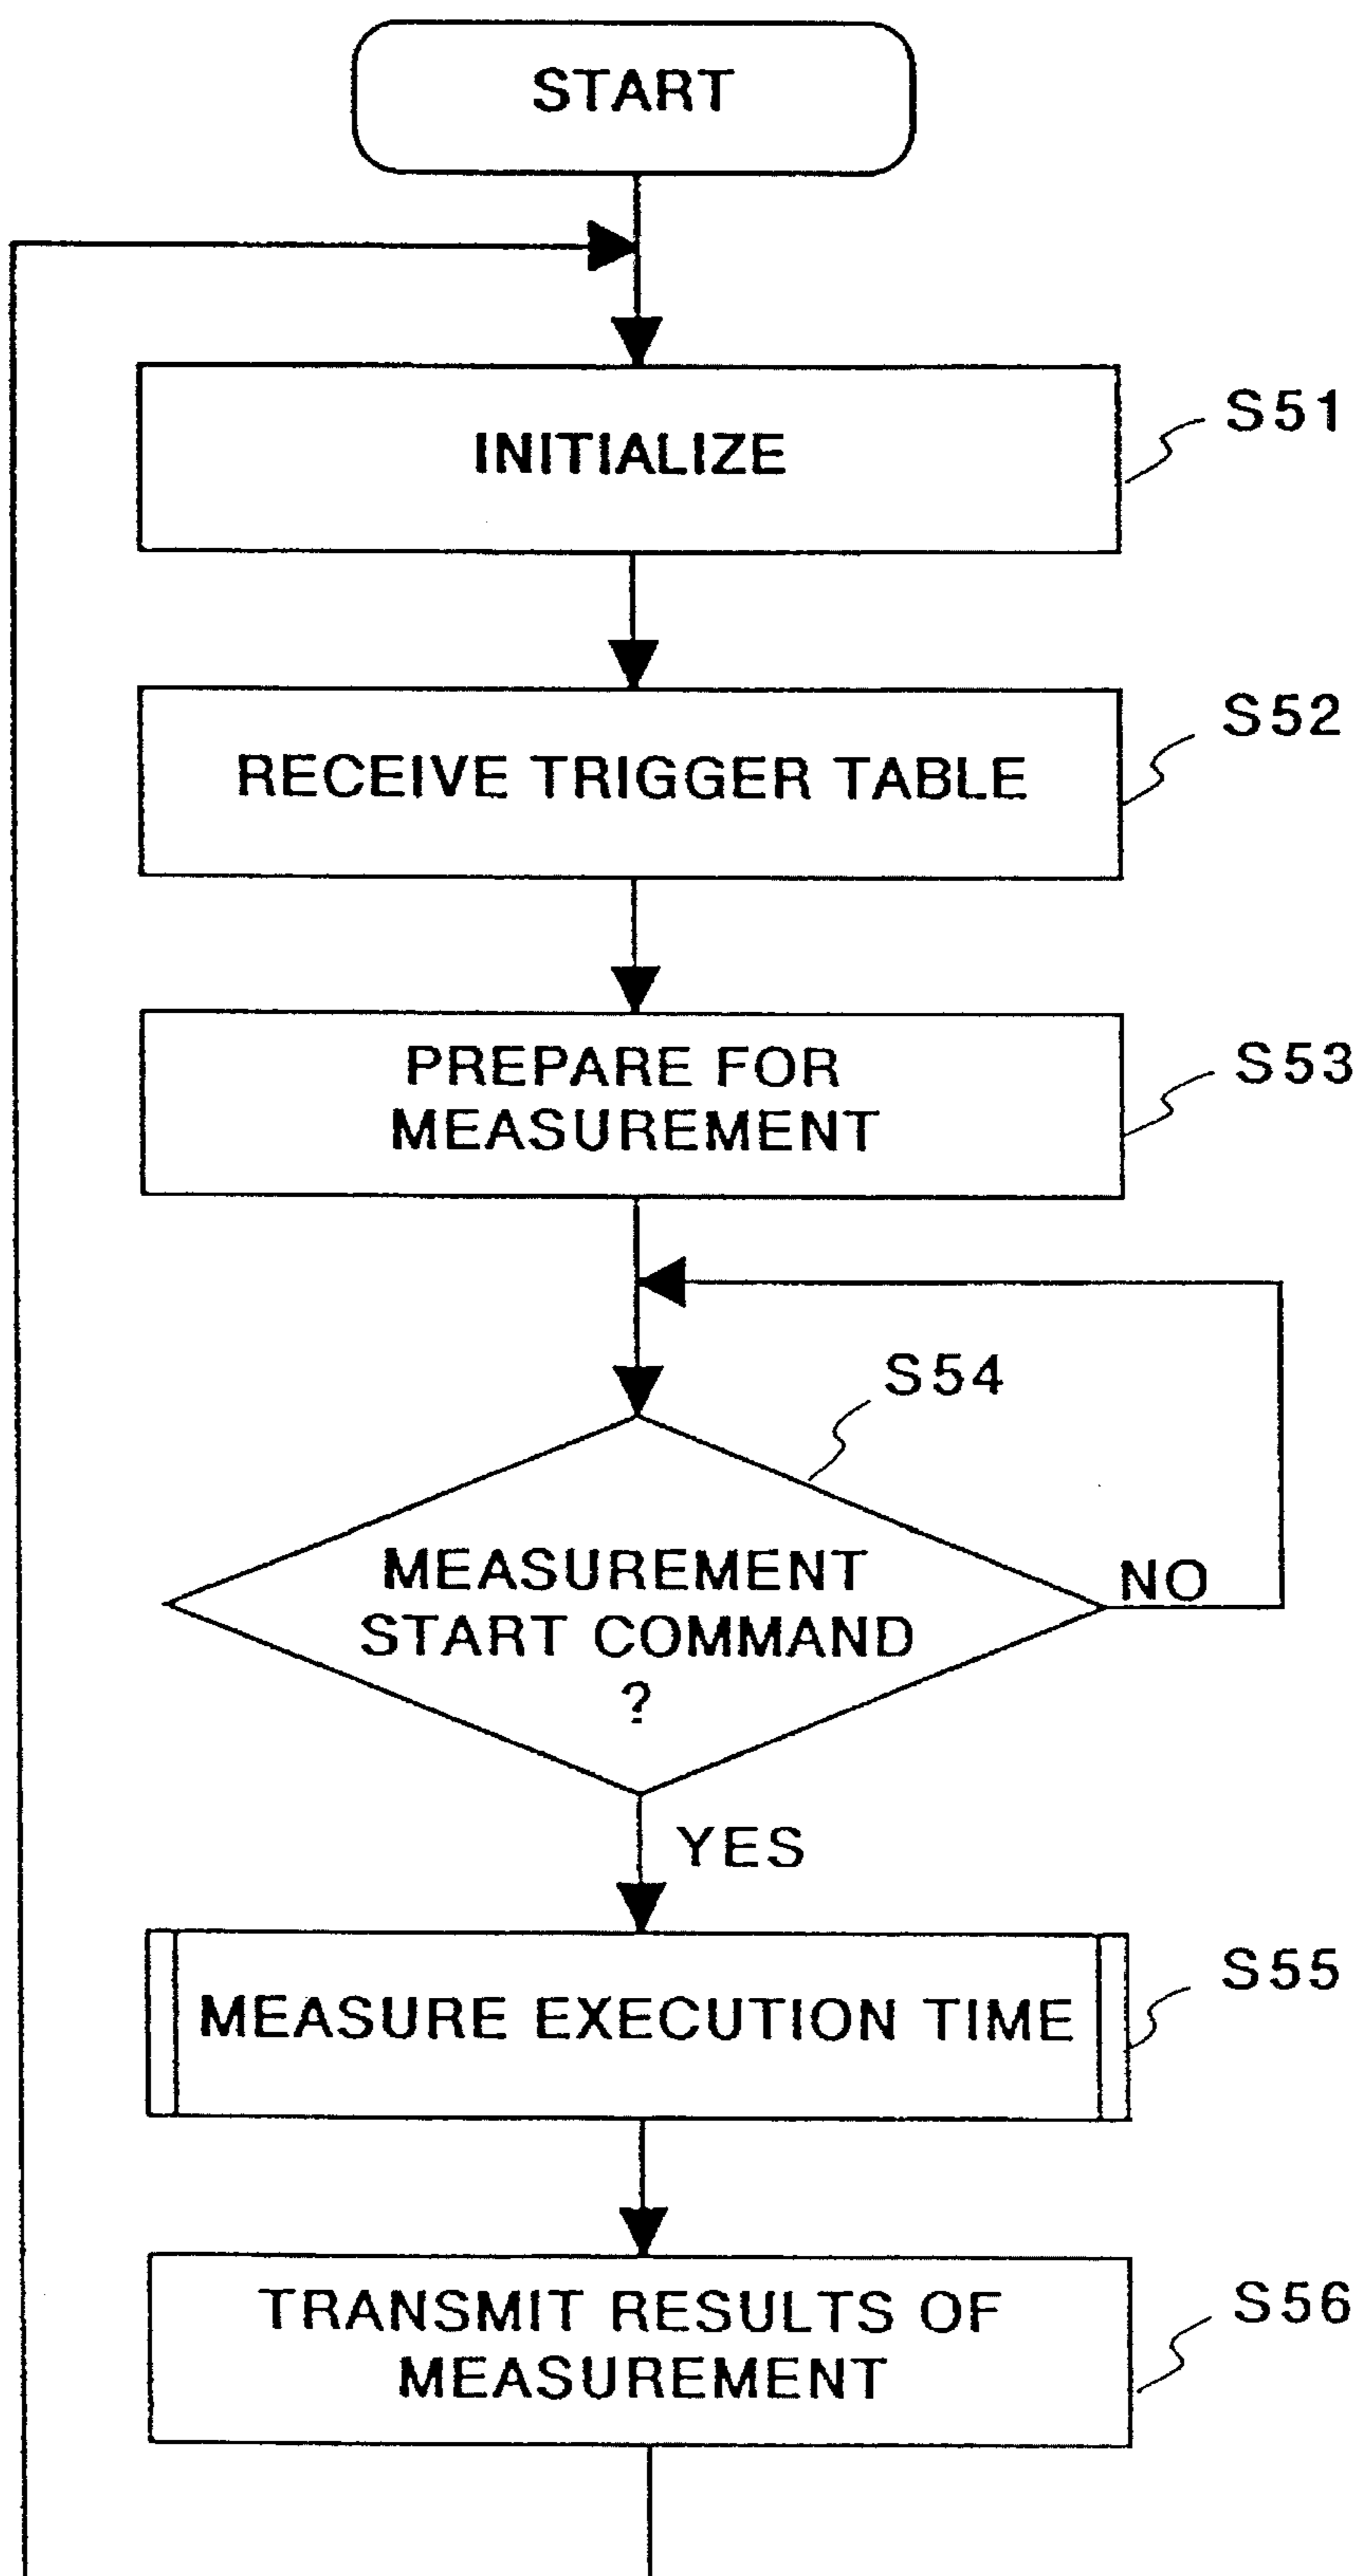 START
INITIALIZE
S51
RECEIVE TRIGGER TABLE
S52
PREPARE FOR
MEASUREMENT
S53
S54
MEASUREMENT
START COMMAND
?
NO
YES
MEASURE EXECUTION TIME
S55
TRANSMIT RESULTS OF
MEASUREMENT
S56